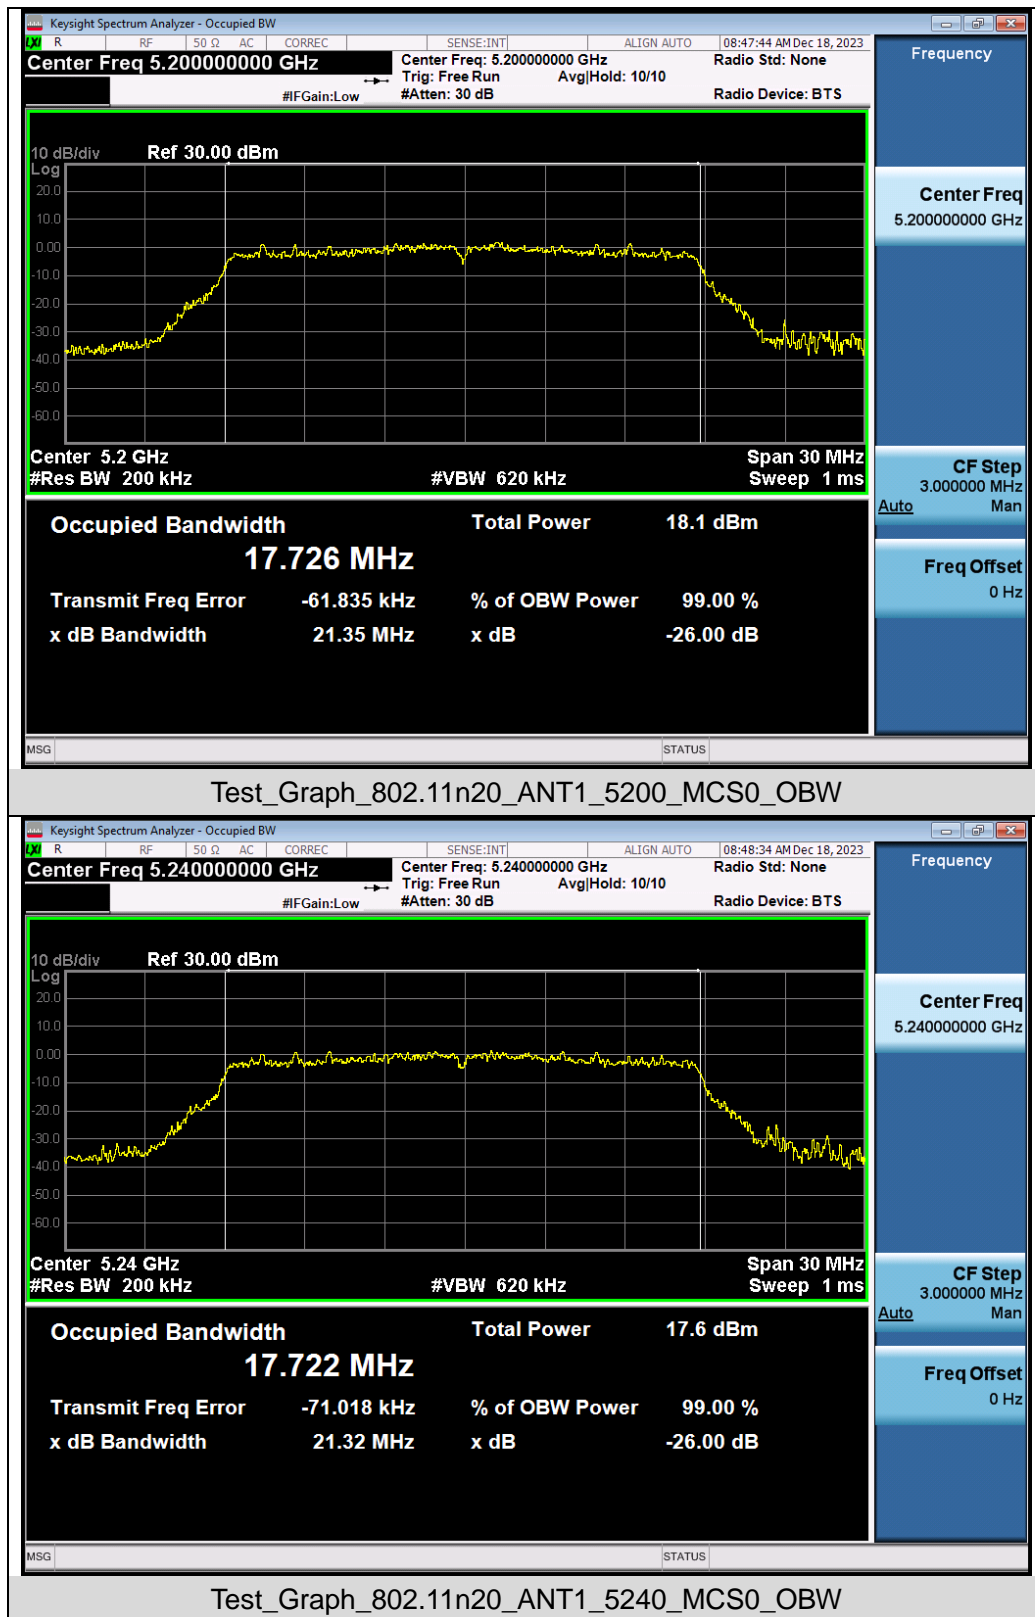 Keysight Spectrum Analyzer - Occupied BW
LXI R RF 50 Ω AC CORREC SENSE:INT ALIGN AUTO 08:47:44 AM Dec 18, 2023
Center Freq 5.200000000 GHz
Center Freq: 5.200000000 GHz Radio Std: None
Trig: Free Run Avg|Hold: 10/10
#IFGain:Low #Atten: 30 dB Radio Device: BTS
Frequency
10 dB/div Ref 30.00 dBm
Log
20.0
10.0
0.00
-10.0
-20.0
-30.0
-40.0
-50.0
-60.0
Center Freq
5.200000000 GHz
Center 5.2 GHz Span 30 MHz
#Res BW 200 kHz #VBW 620 kHz Sweep 1 ms
CF Step
3.000000 MHz
Auto Man
Occupied Bandwidth Total Power 18.1 dBm
17.726 MHz
Freq Offset
0 Hz
Transmit Freq Error -61.835 kHz % of OBW Power 99.00 %
x dB Bandwidth 21.35 MHz x dB -26.00 dB
MSG STATUS
Test_Graph_802.11n20_ANT1_5200_MCS0_OBW
Keysight Spectrum Analyzer - Occupied BW
LXI R RF 50 Ω AC CORREC SENSE:INT ALIGN AUTO 08:48:34 AM Dec 18, 2023
Center Freq 5.240000000 GHz
Center Freq: 5.240000000 GHz Radio Std: None
Trig: Free Run Avg|Hold: 10/10
#IFGain:Low #Atten: 30 dB Radio Device: BTS
Frequency
10 dB/div Ref 30.00 dBm
Log
20.0
10.0
0.00
-10.0
-20.0
-30.0
-40.0
-50.0
-60.0
Center Freq
5.240000000 GHz
Center 5.24 GHz Span 30 MHz
#Res BW 200 kHz #VBW 620 kHz Sweep 1 ms
CF Step
3.000000 MHz
Auto Man
Occupied Bandwidth Total Power 17.6 dBm
17.722 MHz
Freq Offset
0 Hz
Transmit Freq Error -71.018 kHz % of OBW Power 99.00 %
x dB Bandwidth 21.32 MHz x dB -26.00 dB
MSG STATUS
Test_Graph_802.11n20_ANT1_5240_MCS0_OBW